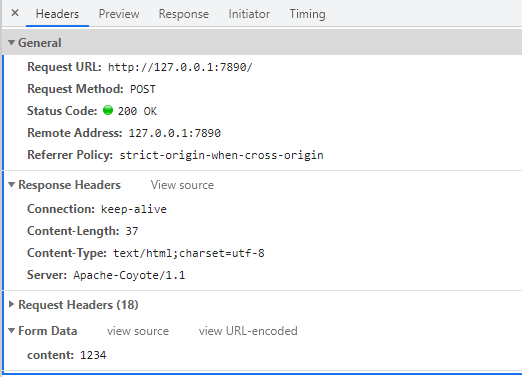 × Headers Preview Response Initiator Timing
▼ General
Request URL: http://127.0.0.1:7890/
Request Method: POST
Status Code: 200 OK
Remote Address: 127.0.0.1:7890
Referrer Policy: strict-origin-when-cross-origin
▼ Response Headers View source
Connection: keep-alive
Content-Length: 37
Content-Type: text/html;charset=utf-8
Server: Apache-Coyote/1.1
▶ Request Headers (18)
▼ Form Data view source view URL-encoded
content: 1234